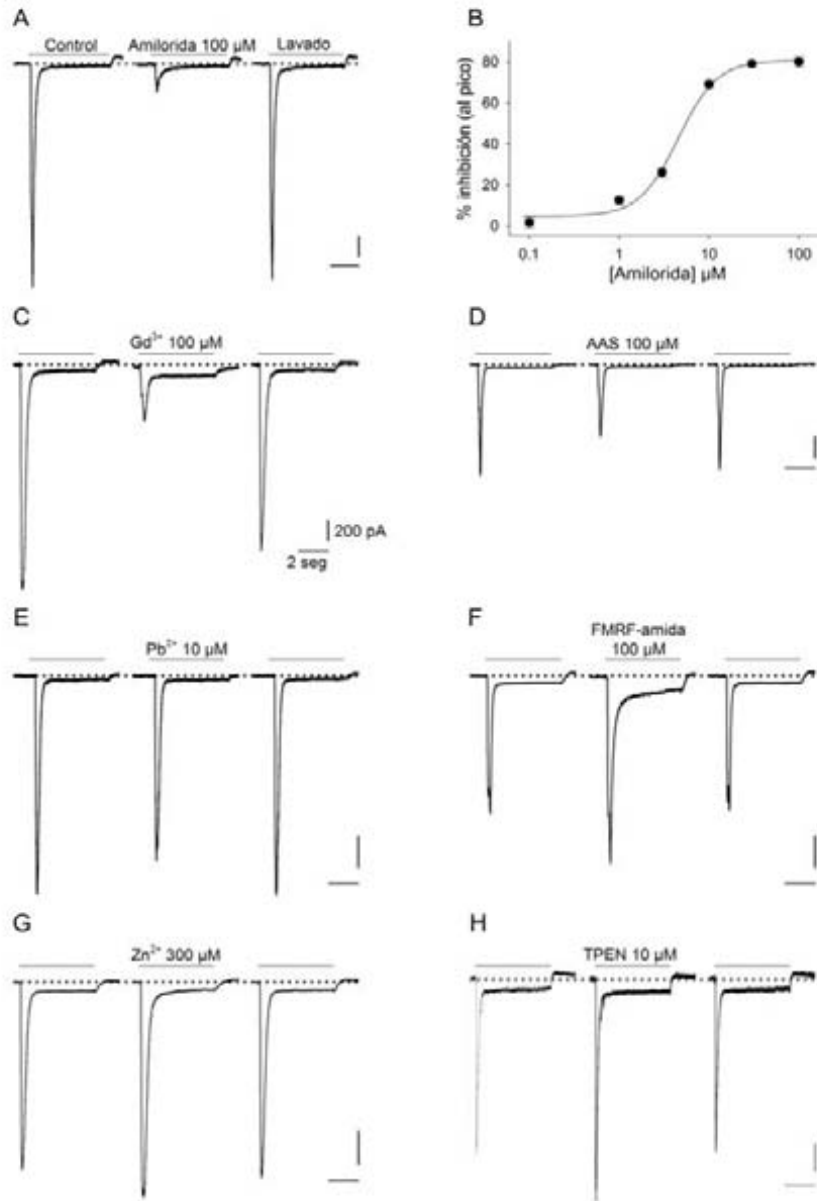 A
Control
Amilorida 100 µM
Lavado
B
% inhibición (al pico)
80
60
40
20
0
0.1
1
10
100
[Amilorida] µM
C
Gd³⁺ 100 µM
200 pA
2 seg
D
AAS 100 µM
E
Pb²⁺ 10 µM
F
FMRF-amida
100 µM
G
Zn²⁺ 300 µM
H
TPEN 10 µM